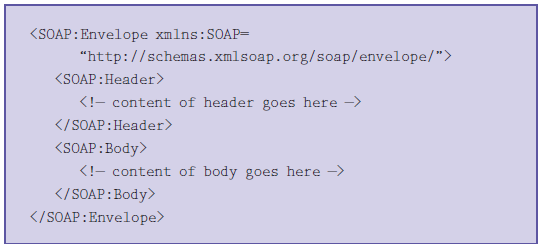 <SOAP:Envelope xmlns:SOAP=
“http://schemas.xmlsoap.org/soap/envelope/”>
<SOAP:Header>
<!— content of header goes here —>
</SOAP:Header>
<SOAP:Body>
<!— content of body goes here —>
</SOAP:Body>
</SOAP:Envelope>